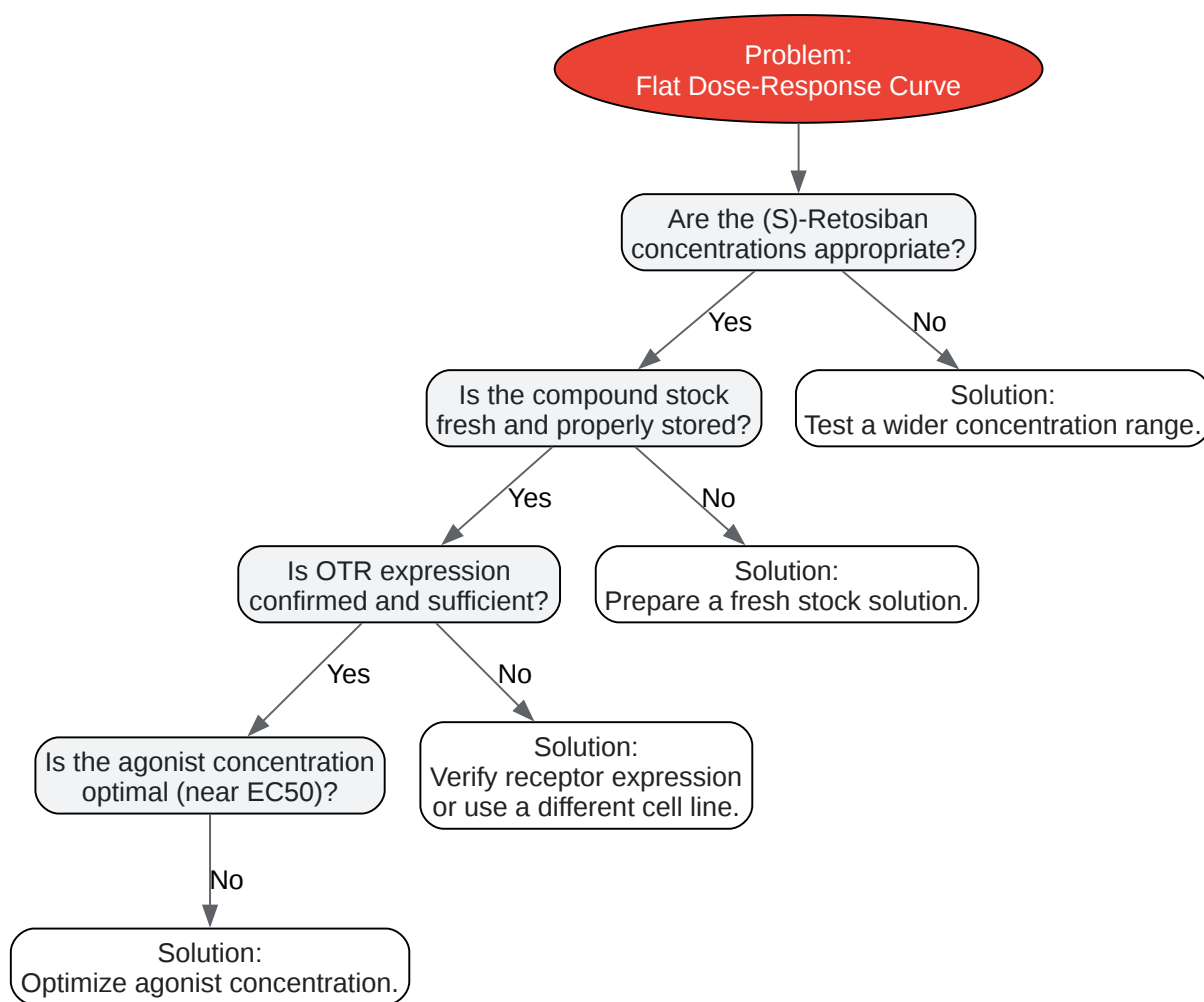 Problem:
Flat Dose-Response Curve
Are the (S)-Retosiban
concentrations appropriate?
Yes
No
Is the compound stock
fresh and properly stored?
Solution:
Test a wider concentration range.
Yes
No
Is OTR expression
confirmed and sufficient?
Solution:
Prepare a fresh stock solution.
Yes
No
Is the agonist concentration
optimal (near EC50)?
Solution:
Verify receptor expression
or use a different cell line.
No
Solution:
Optimize agonist concentration.